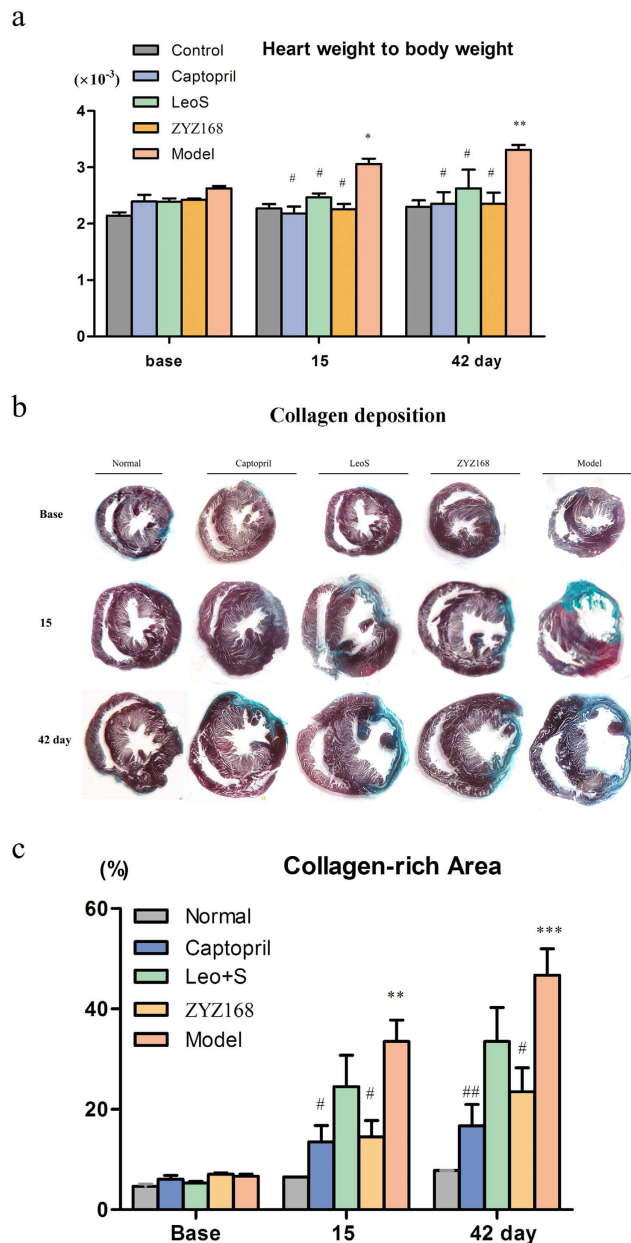 a
Heart weight to body weight
(×10⁻³)
Control
Captopril
LeoS
ZYZ168
Model
4
3
2
1
0
# # # *
# # # **
base 15 42 day
b
Collagen deposition
Normal Captopril LeoS ZYZ168 Model
Base
15
42 day
c
Collagen-rich Area
(%)
Normal
Captopril
Leo+S
ZYZ168
Model
60
40
20
0
# # **
## # ***
Base 15 42 day